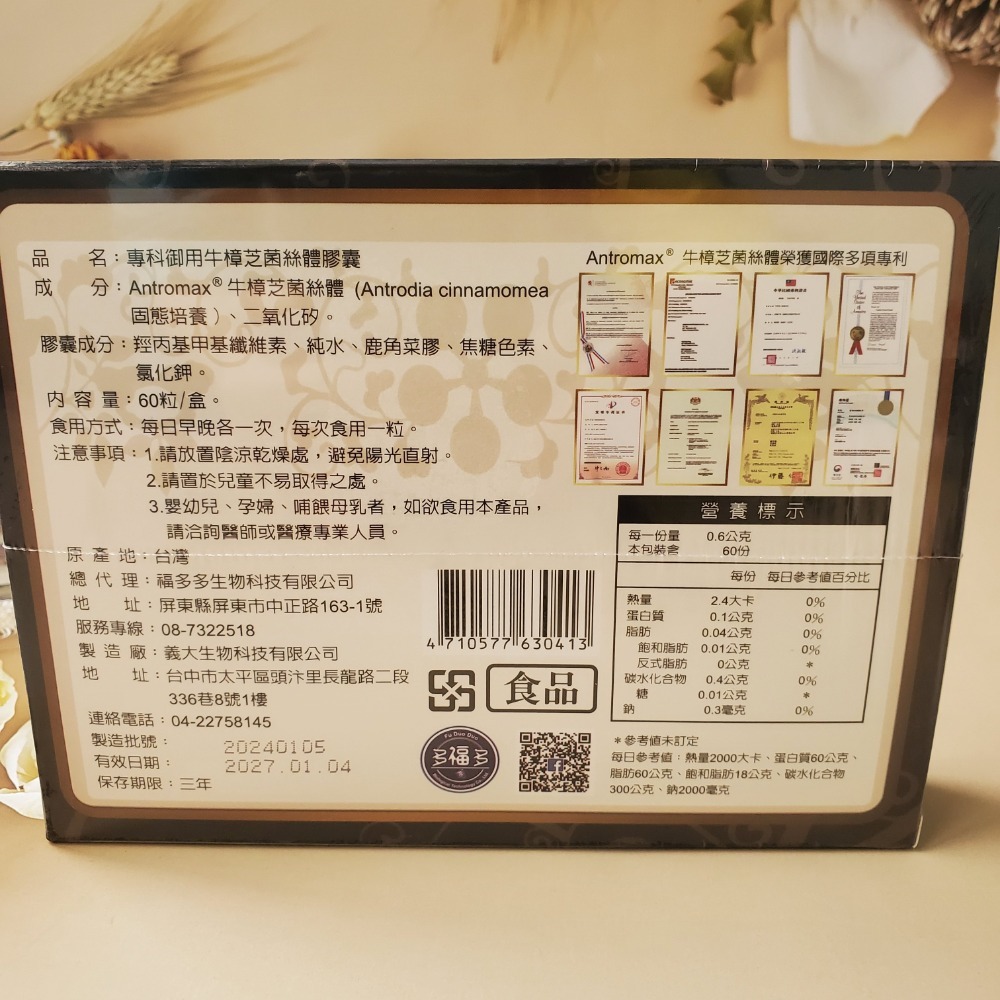 品 名：專科御用牛樟芝菌絲體膠囊
成 分：Antromax® 牛樟芝菌絲體 (Antrodia cinnamomea
固態培養)、二氧化矽。
膠囊成分：羥丙基甲基纖維素、純水、鹿角菜膠、焦糖色素、
氯化鉀。
內 容 量：60粒/盒。
食用方式：每日早晚各一次，每次食用一粒。
注意事項：1.請放置陰涼乾燥處，避免陽光直射。
2.請置於兒童不易取得之處。
3.嬰幼兒、孕婦、哺餵母乳者，如欲食用本產品，
請洽詢醫師或醫療專業人員。
原 產 地：台灣
總 代 理：福多多生物科技有限公司
地 址：屏東縣屏東市中正路163-1號
服務專線：08-7322518
製 造 廠：義大生物科技有限公司
地 址：台中市太平區頭汴里長龍路二段
336巷8號1樓
連絡電話：04-22758145
製造批號： 20240105
有效日期： 2027.01.04
保存期限：三年
4 710577 630413
食品
Fu Duo Duo
多福多
Antromax® 牛樟芝菌絲體榮獲國際多項專利
營養標示
每一份量 0.6公克
本包裝含 60份
每份 每日參考值百分比
熱量 2.4大卡 0%
蛋白質 0.1公克 0%
脂肪 0.04公克 0%
飽和脂肪 0.01公克 0%
反式脂肪 0公克 *
碳水化合物 0.4公克 0%
糖 0.01公克 *
鈉 0.3毫克 0%
*參考值未訂定
每日參考值：熱量2000大卡、蛋白質60公克、
脂肪60公克、飽和脂肪18公克、碳水化合物
300公克、鈉2000毫克